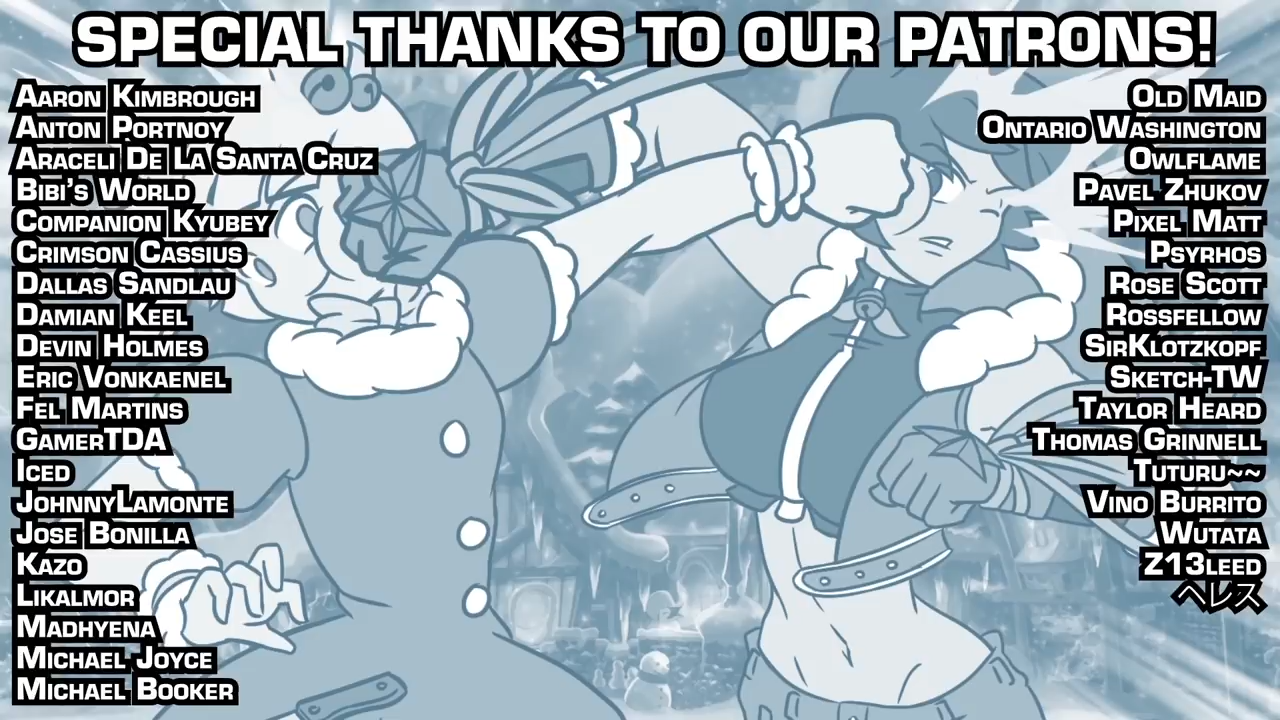 SPECIAL THANKS TO OUR PATRONS!
AARON KIMBROUGH
ANTON PORTNOY
ARACELI DE LA SANTA CRUZ
BIBI'S WORLD
COMPANION KYUBEY
CRIMSON CASSIUS
DALLAS SANDLAU
DAMIAN KEEL
DEVIN HOLMES
ERIC VONKAENEL
FEL MARTINS
GAMERTDA
ICED
JOHNNYLAMONTE
JOSE BONILLA
KAZO
LIKALMOR
MADHYENA
MICHAEL JOYCE
MICHAEL BOOKER
OLD MAID
ONTARIO WASHINGTON
OWLFLAME
PAVEL ZHUKOV
PIXEL MATT
PSYRHOS
ROSE SCOTT
ROSSFELLOW
SIRKLOTZKOPF
SKETCH-TW
TAYLOR HEARD
THOMAS GRINNELL
TUTURU~~
VINO BURRITO
WUTATA
Z13LEED
ヘレス